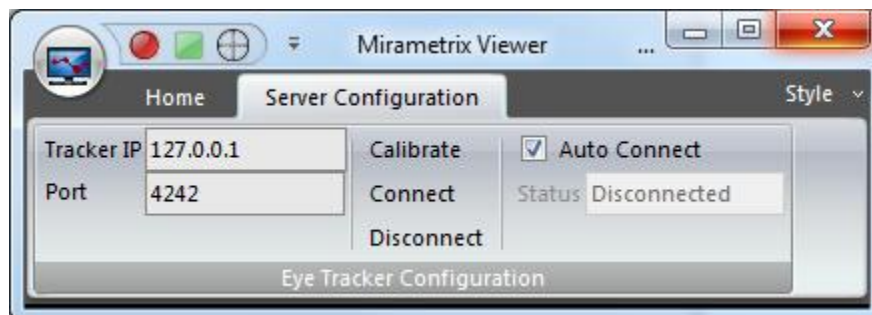 Mirametrix Viewer ...
Home Server Configuration Style
Tracker IP 127.0.0.1 Calibrate Auto Connect
Port 4242 Connect Status Disconnected
Disconnect
Eye Tracker Configuration